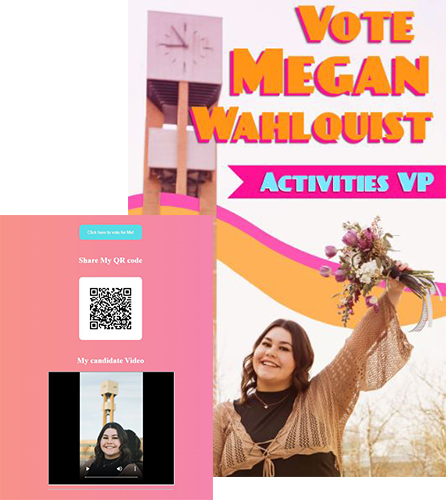 VOTE
MEGAN
WAHLQUIST
ACTIVITIES VP
Click here to vote for Me!
Share My QR code
My candidate Video